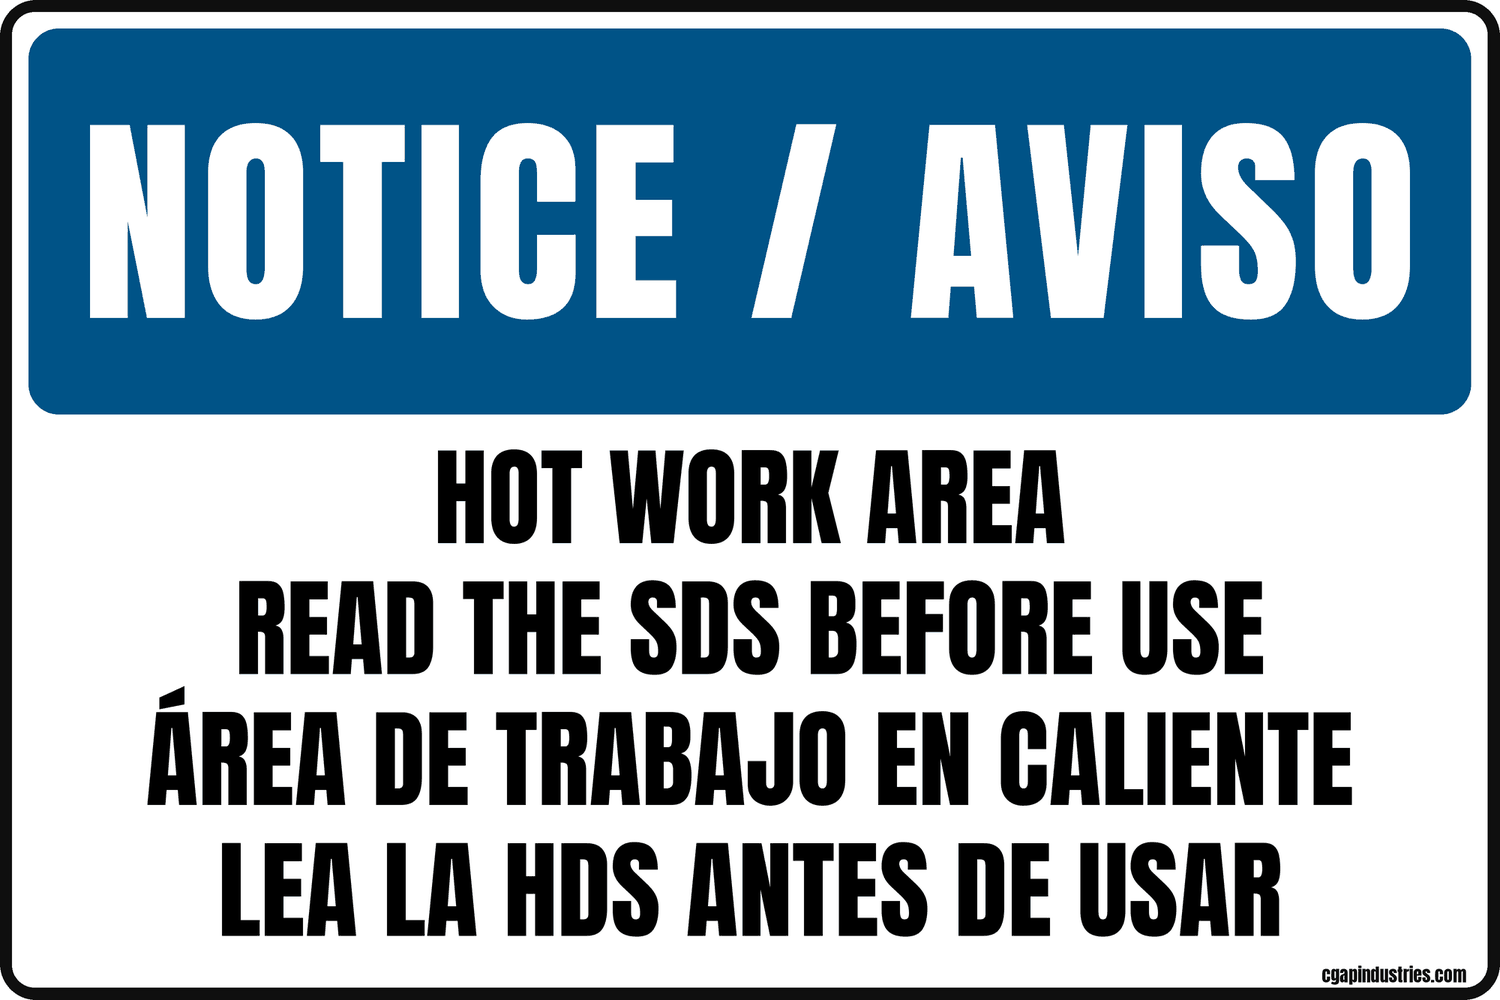 NOTICE / AVISO
HOT WORK AREA
READ THE SDS BEFORE USE
ÁREA DE TRABAJO EN CALIENTE
LEA LA HDS ANTES DE USAR
cgapindustries.com